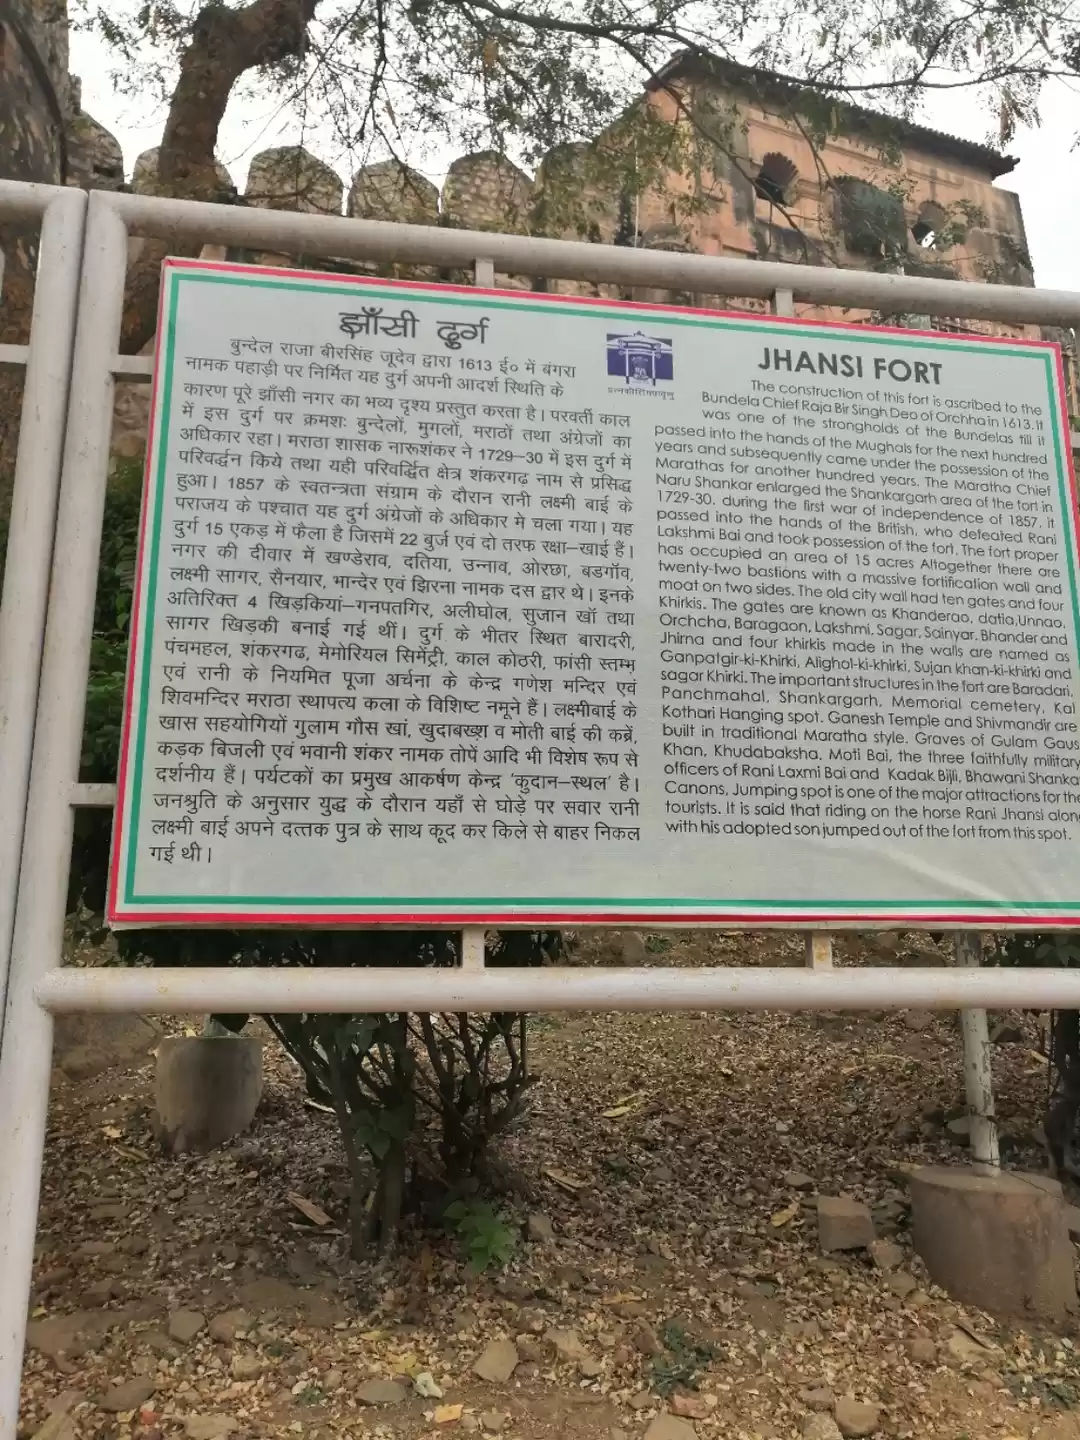 झाँसी दुर्ग
बुन्देल राजा बीरसिंह जूदेव द्वारा 1613 ई० में बंगरा
नामक पहाड़ी पर निर्मित यह दुर्ग अपनी आदर्श स्थिति के
कारण पूरे झाँसी नगर का भव्य दृश्य प्रस्तुत करता है। परवर्ती काल
में इस दुर्ग पर क्रमशः बुन्देलों, मुगलों, मराठों तथा अंग्रेजों का
अधिकार रहा। मराठा शासक नारूशंकर ने 1729–30 में इस दुर्ग में
परिवर्द्धन किये तथा यही परिवर्द्धित क्षेत्र शंकरगढ़ नाम से प्रसिद्ध
हुआ। 1857 के स्वतन्त्रता संग्राम के दौरान रानी लक्ष्मी बाई के
पराजय के पश्चात यह दुर्ग अंग्रेजों के अधिकार मे चला गया। यह
दुर्ग 15 एकड़ में फैला है जिसमें 22 बुर्ज एवं दो तरफ रक्षा–खाई हैं।
नगर की दीवार में खण्डेराव, दतिया, उन्नाव, ओरछा, बडगाँव,
लक्ष्मी सागर, सैनयार, भान्देर एवं झिरना नामक दस द्वार थे। इनके
अतिरिक्त 4 खिड़कियां–गनपतगिर, अलीघोल, सुजान खाँ तथा
सागर खिड़की बनाई गई थीं। दुर्ग के भीतर स्थित बारादरी,
पंचमहल, शंकरगढ, मेमोरियल सिमेंट्री, काल कोठरी, फांसी स्तम्भ
एवं रानी के नियमित पूजा अर्चना के केन्द्र गणेश मन्दिर एवं
शिवमन्दिर मराठा स्थापत्य कला के विशिष्ट नमूने हैं। लक्ष्मीबाई के
खास सहयोगियों गुलाम गौस खां, खुदाबख्श व मोती बाई की कब्रें,
कड़क बिजली एवं भवानी शंकर नामक तोपें आदि भी विशेष रूप से
दर्शनीय हैं। पर्यटकों का प्रमुख आकर्षण केन्द्र 'कुदान–स्थल' है।
जनश्रुति के अनुसार युद्ध के दौरान यहाँ से घोड़े पर सवार रानी
लक्ष्मी बाई अपने दत्तक पुत्र के साथ कूद कर किले से बाहर निकल
गई थी।
JHANSI FORT
The construction of this fort is ascribed to the
Bundela Chief Raja Bir Singh Deo of Orchha in 1613. It
was one of the strongholds of the Bundelas till it
passed into the hands of the Mughals for the next hundred
years and subsequently came under the possession of the
Marathas for another hundred years. The Maratha Chief
Naru Shankar enlarged the Shankargarh area of the fort in
1729-30. during the first war of independence of 1857, it
passed into the hands of the British, who defeated Rani
Lakshmi Bai and took possession of the fort. The fort proper
has occupied an area of 15 acres Altogether there are
twenty-two bastions with a massive fortification wall and
moat on two sides. The old city wall had ten gates and four
Khirkis. The gates are known as Khanderao, datia,Unnao,
Orchcha, Baragaon, Lakshmi, Sagar, Sainyar, Bhander and
Jhirna and four khirkis made in the walls are named as
Ganpatgir-ki-Khirki, Alighol-ki-khirki, Sujan khan-ki-khirki and
sagar Khirki. The important structures in the fort are Baradari,
Panchmahal, Shankargarh, Memorial cemetery, Kal
Kothari Hanging spot. Ganesh Temple and Shivmandir are
built in traditional Maratha style. Graves of Gulam Gaus
Khan, Khudabaksha, Moti Bai, the three faithfully military
officers of Rani Laxmi Bai and Kadak Bijli, Bhawani Shanka
Canons, Jumping spot is one of the major attractions for the
tourists. It is said that riding on the horse Rani Jhansi along
with his adopted son jumped out of the fort from this spot.